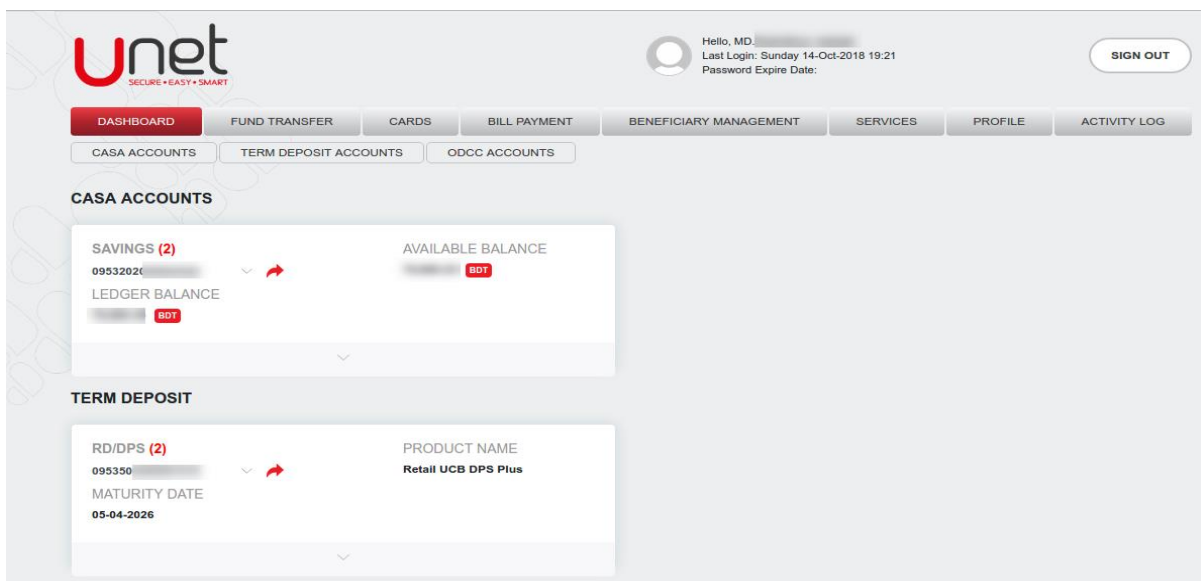 unet
SECURE • EASY • SMART
Hello, MD.
Last Login: Sunday 14-Oct-2018 19:21
Password Expire Date:
SIGN OUT
DASHBOARD FUND TRANSFER CARDS BILL PAYMENT BENEFICIARY MANAGEMENT SERVICES PROFILE ACTIVITY LOG
CASA ACCOUNTS TERM DEPOSIT ACCOUNTS ODCC ACCOUNTS
CASA ACCOUNTS
SAVINGS (2) AVAILABLE BALANCE
09532020 BDT
LEDGER BALANCE
BDT
TERM DEPOSIT
RD/DPS (2) PRODUCT NAME
095350 Retail UCB DPS Plus
MATURITY DATE
05-04-2026